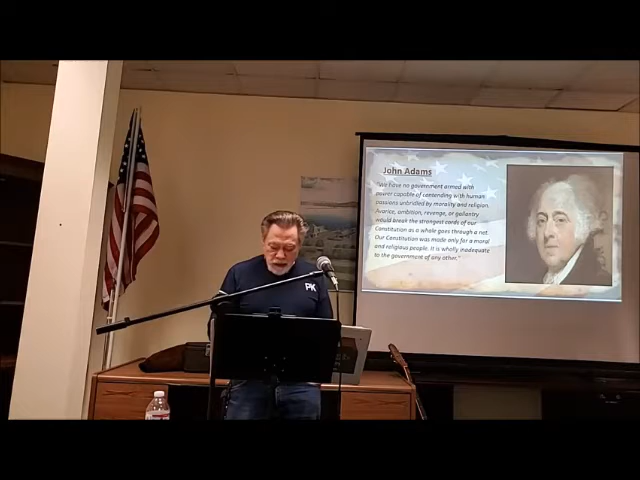 John Adams
"We have no government armed with
power capable of contending with human
passions unbridled by morality and religion.
Avarice, ambition, revenge, or gallantry
would break the strongest cords of our
Constitution as a whale goes through a net.
Our Constitution was made only for a moral
and religious people. It is wholly inadequate
to the government of any other."
PK